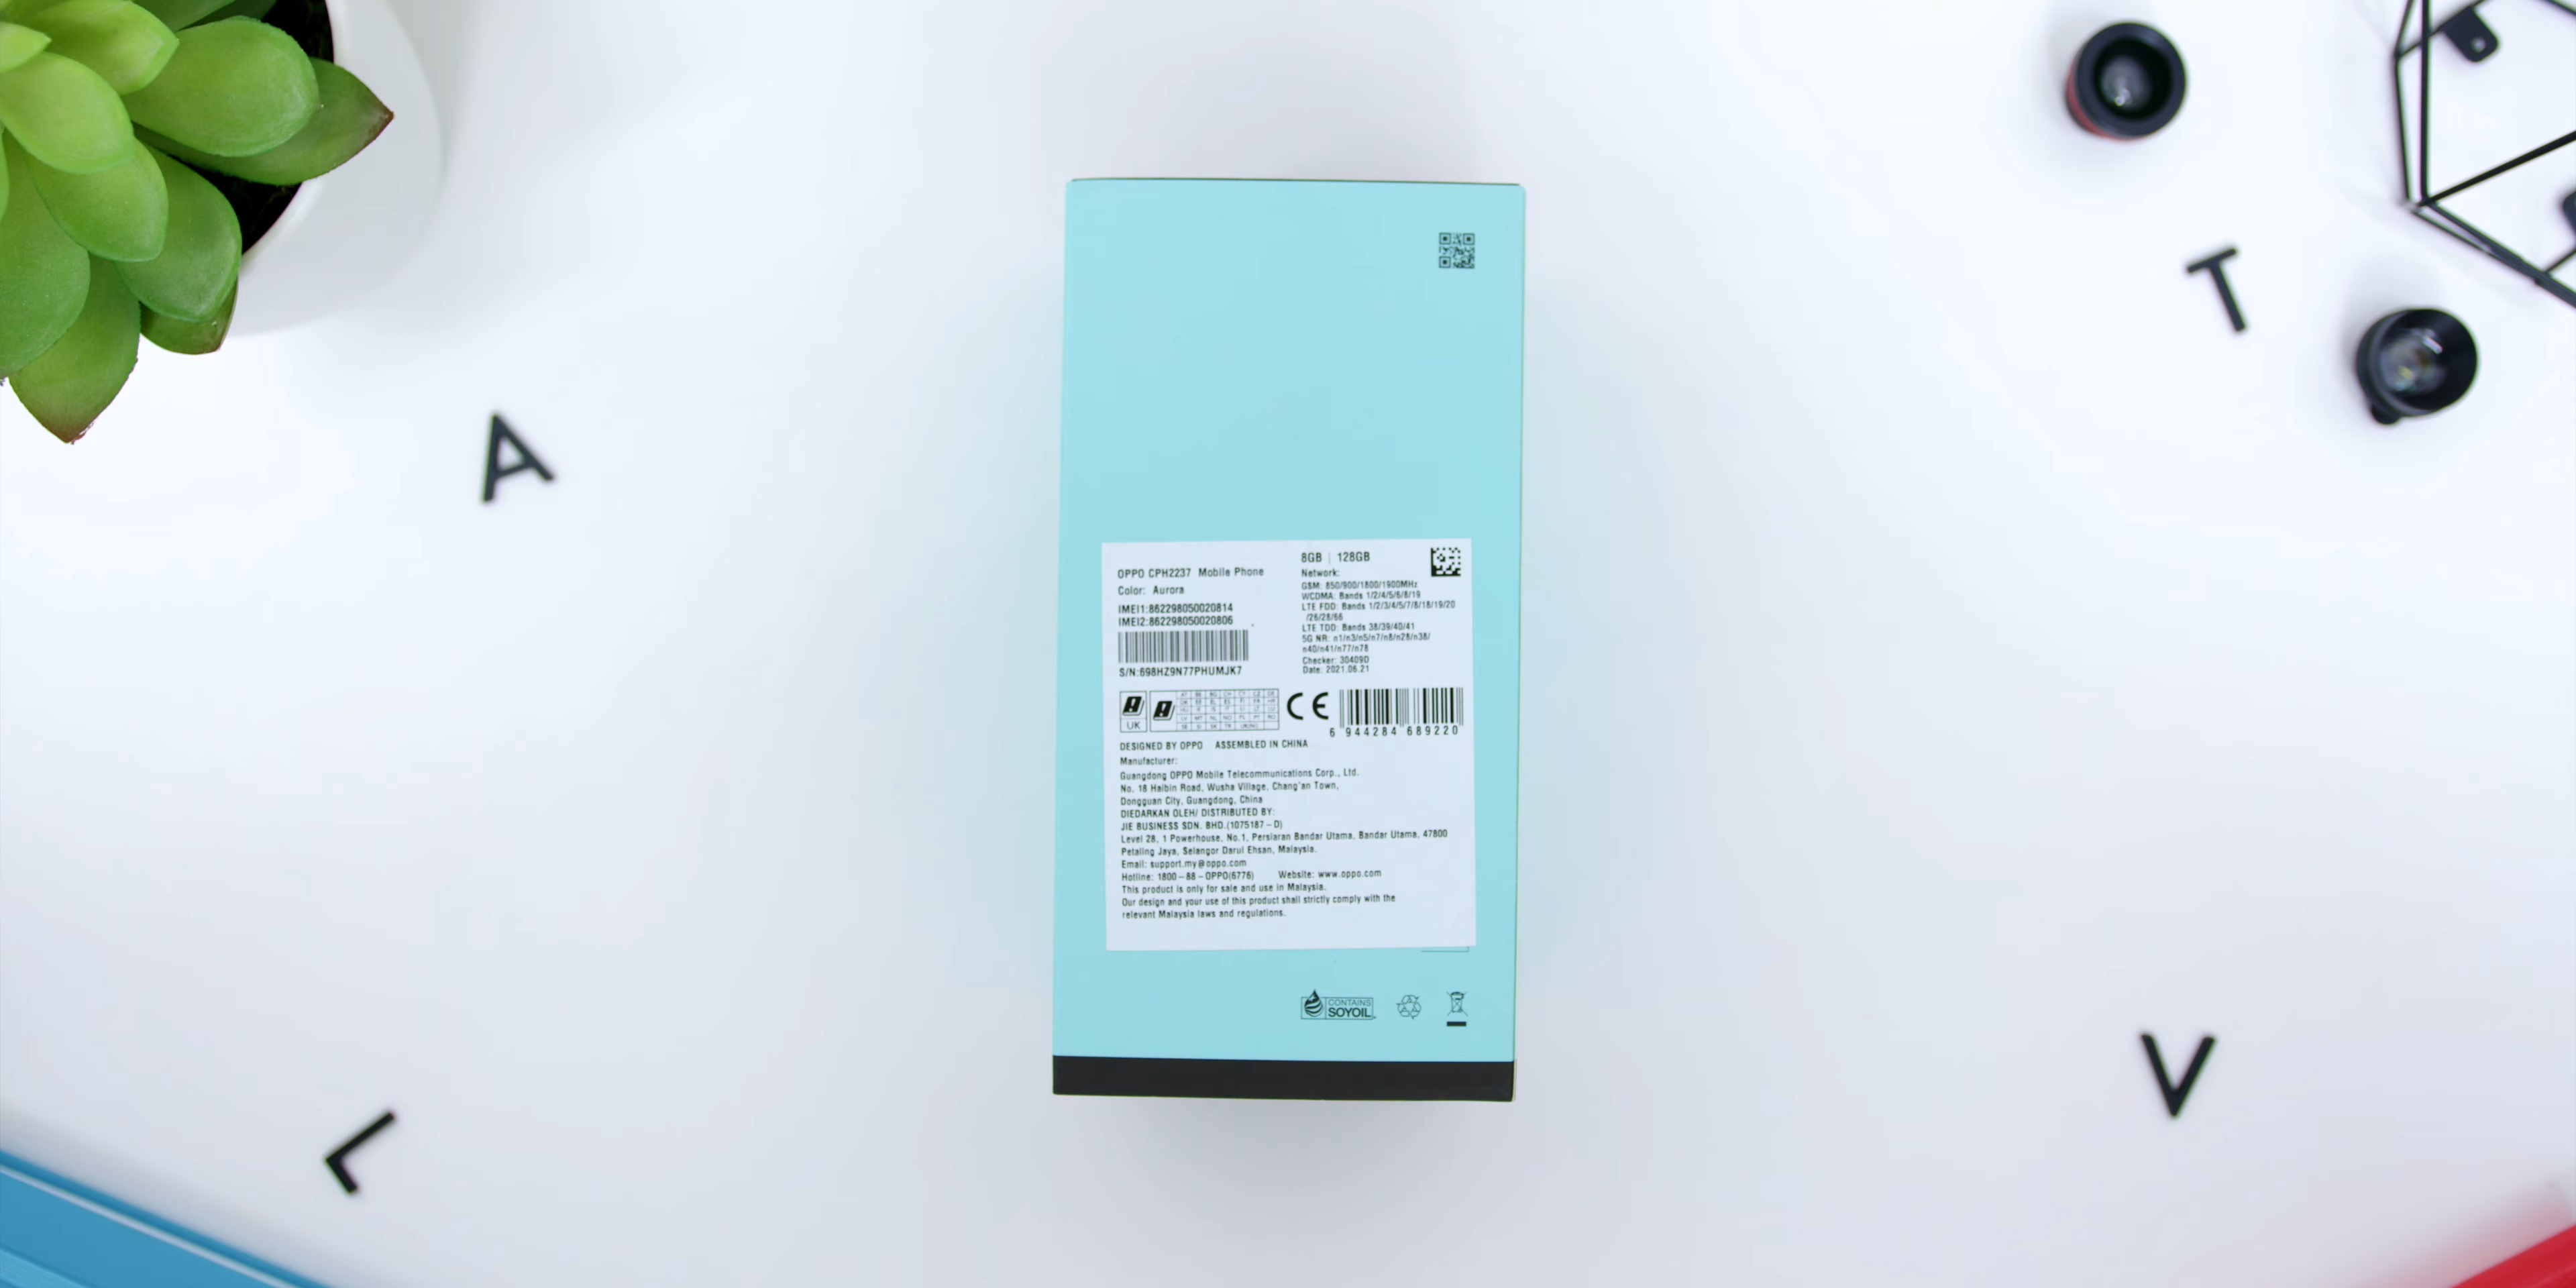 A
T
8GB | 128GB
OPPO CPH2237 Mobile Phone
Color: Aurora
IMEI1:862298050020814
IMEI2:862298050020806
S/N:698HZ9N77PHUMJK7
Network:
GSM: 850/900/1800/1900MHz
WCDMA: Bands 1/2/4/5/6/8/19
LTE FDD: Bands 1/2/3/4/5/7/8/18/19/20
/26/28/66
LTE TDD: Bands 38/39/40/41
5G NR: n1/n3/n5/n7/n8/n28/n38/
n40/n41/n77/n78
Checker: 30409D
Date: 2021.06.21
UK
CE
6 944284 689220
DESIGNED BY OPPO ASSEMBLED IN CHINA
Manufacturer:
Guangdong OPPO Mobile Telecommunications Corp., Ltd.
No. 18 Haibin Road, Wusha Village, Chang'an Town,
Dongguan City, Guangdong, China
DIEDARKAN OLEH/ DISTRIBUTED BY:
JIE BUSINESS SDN. BHD.(1075187-D)
Level 28, 1 Powerhouse, No.1, Persiaran Bandar Utama, Bandar Utama, 47800
Petaling Jaya, Selangor Darul Ehsan, Malaysia.
Email: support.my@oppo.com
Hotline: 1800-88-OPPO(6776) Website: www.oppo.com
This product is only for sale and use in Malaysia.
Our design and your use of this product shall strictly comply with the
relevant Malaysia laws and regulations.
CONTAINS
SOYOIL
L
V